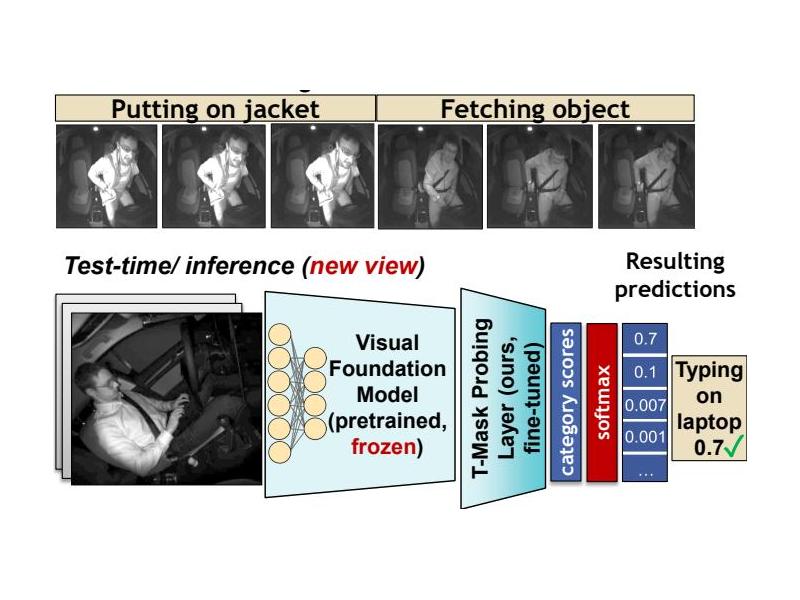 Putting on jacket
Fetching object
Test-time/ inference (new view)
Resulting
predictions
Visual
Foundation
Model
(pretrained,
frozen)
T-Mask Probing
Layer (ours,
fine-tuned)
category scores
softmax
0.7
0.1
0.007
0.001
...
Typing
on
laptop
0.7✓